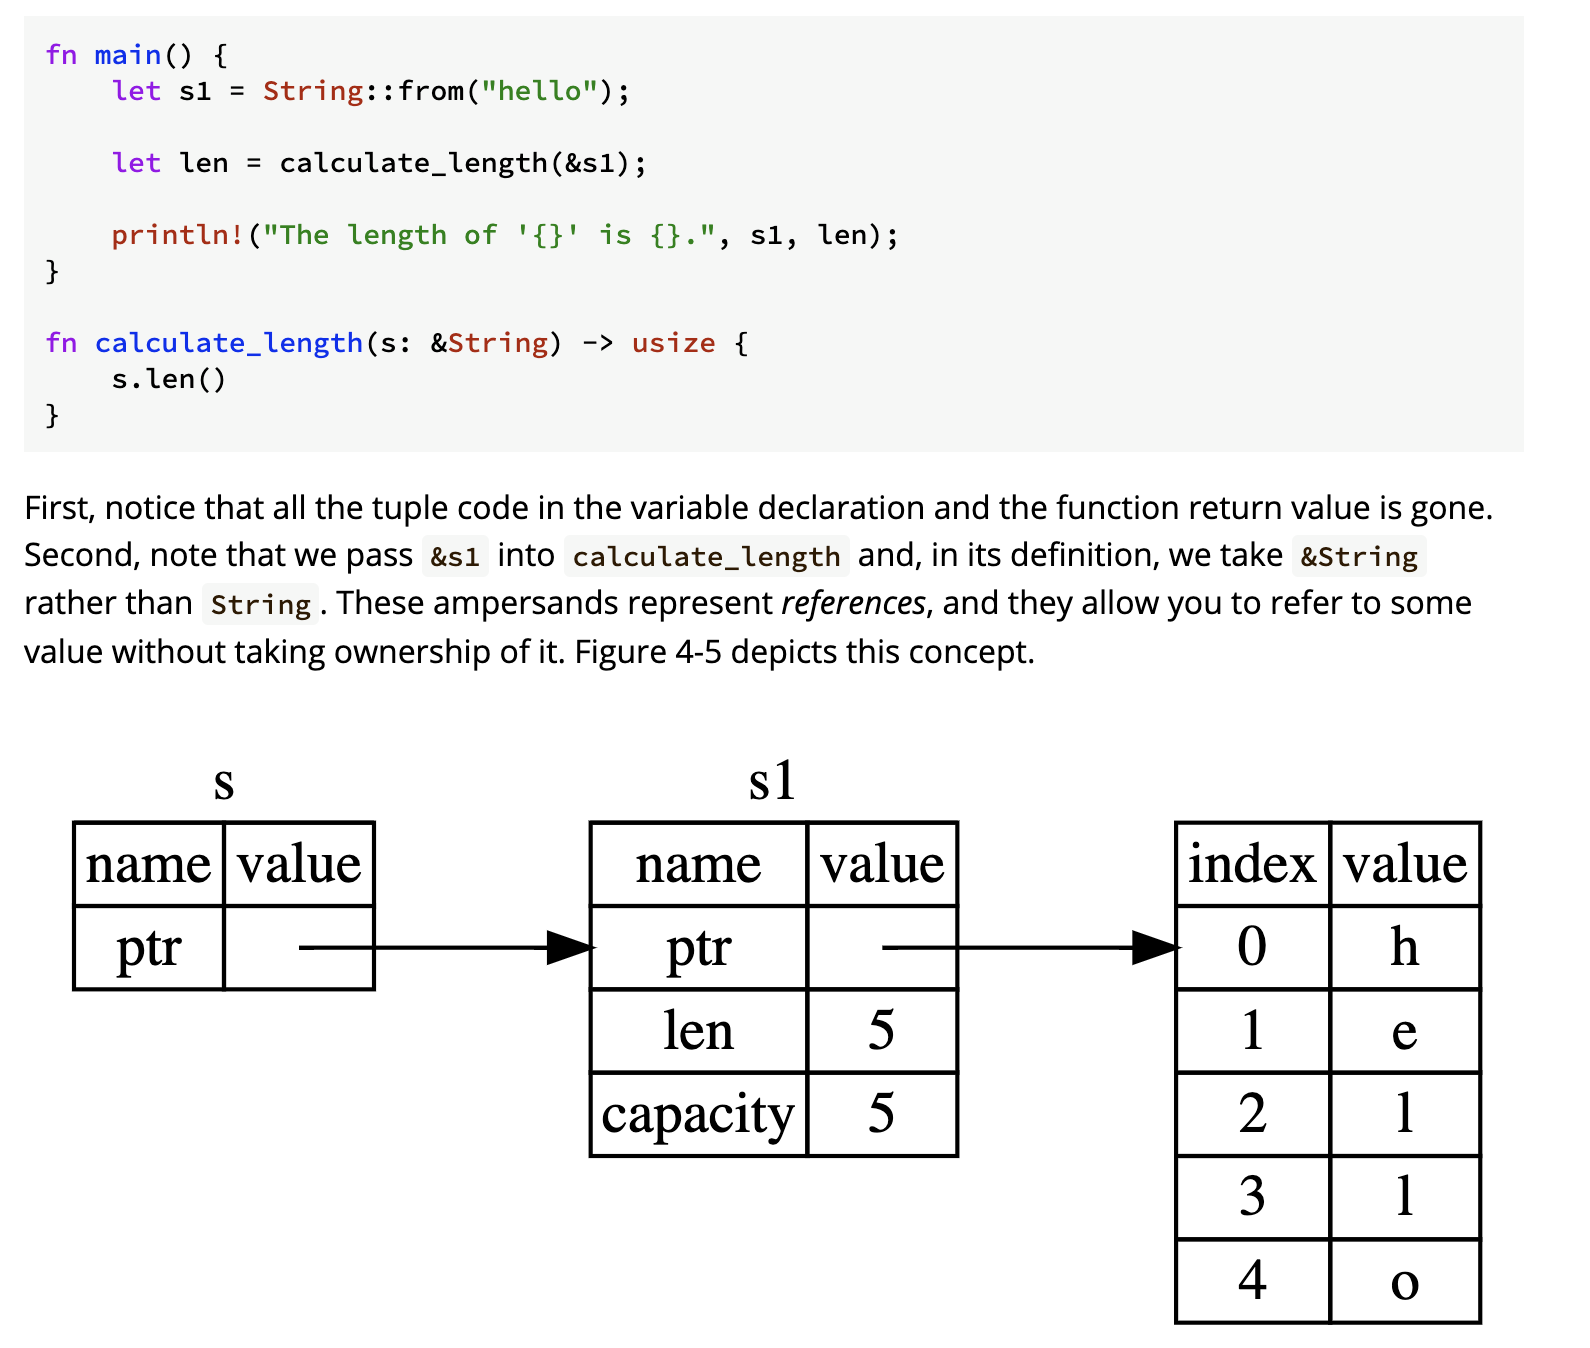 fn main() {
    let s1 = String::from("hello");
    let len = calculate_length(&s1);
    println!("The length of '{}' is {}.", s1, len);
}
fn calculate_length(s: &String) -> usize {
    s.len()
}
First, notice that all the tuple code in the variable declaration and the function return value is gone.
Second, note that we pass &s1 into calculate_length and, in its definition, we take &String
rather than String. These ampersands represent references, and they allow you to refer to some
value without taking ownership of it. Figure 4-5 depicts this concept.
s
name value
ptr
s1
name value
ptr
len 5
capacity 5
index value
0 h
1 e
2 l
3 l
4 o